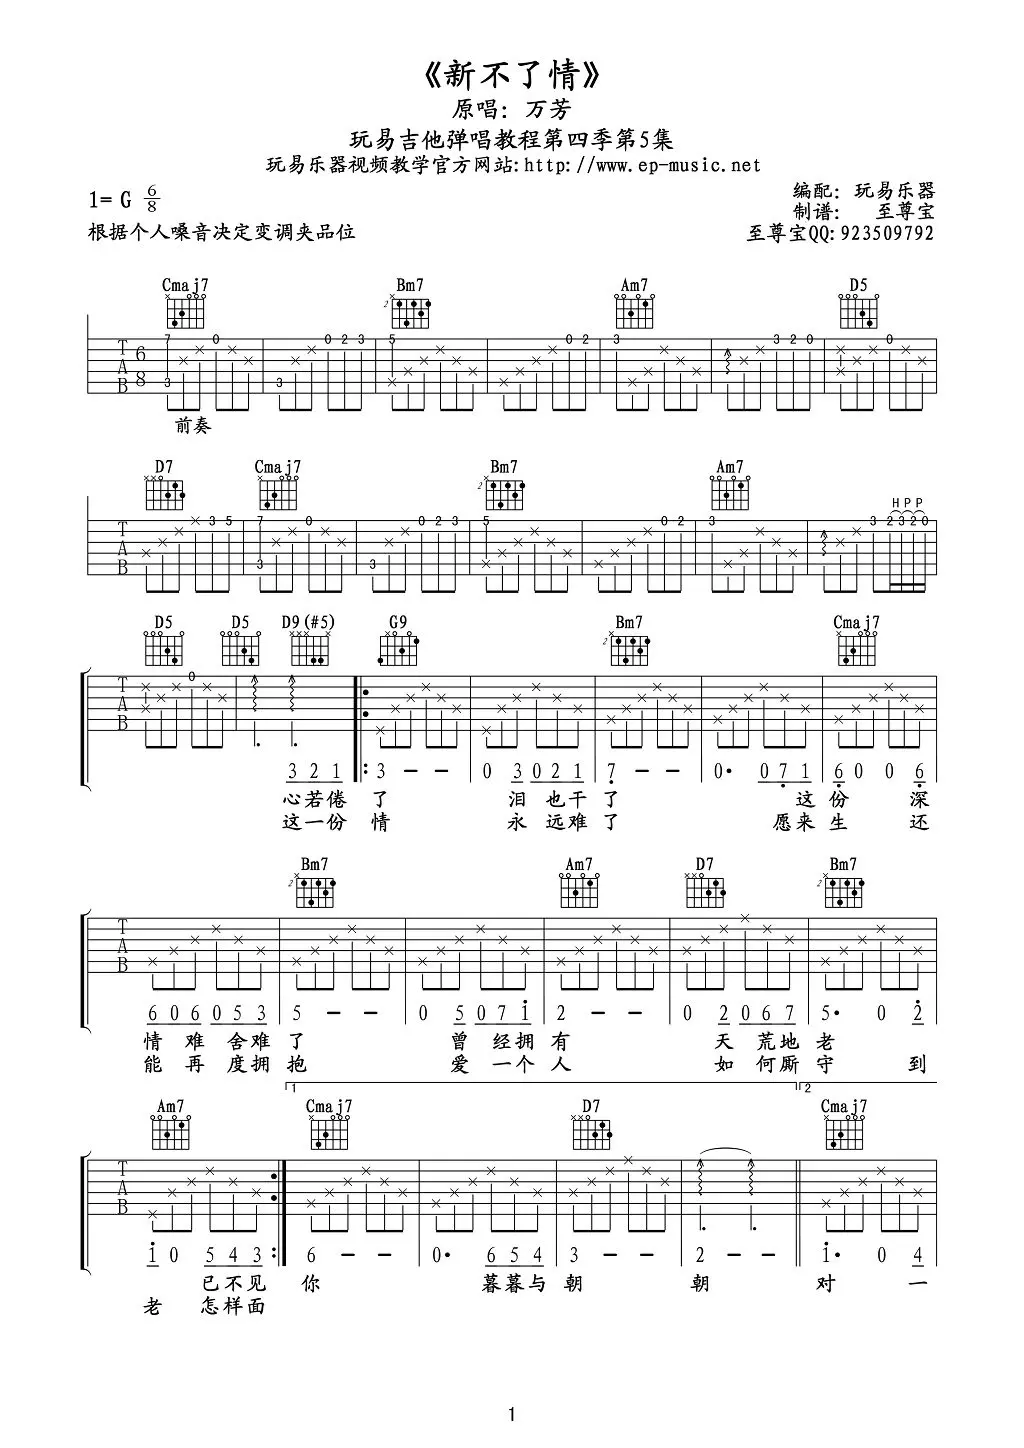 《新不了情》
原唱：万芳
玩易吉他弹唱教程第四季第5集
玩易乐器视频教学官方网站:http://www.ep-music.net
1= G 6/8
编配：玩易乐器
制谱： 至尊宝
根据个人嗓音决定变调夹品位
至尊宝QQ:923509792
Cmaj7 Bm7 Am7 D5
前奏
D7 Cmaj7 Bm7 Am7
H P P
D5 D5 D9(#5) G9 Bm7 Cmaj7
3 2 1 3 - - 0 3 0 2 1 7 - - 0· 0 7 1 6 0 0 6
心若倦了 泪也干了 这份深
这一份情 永远难了 愿来生还
Bm7 Am7 D7 Bm7
6 0 6 0 5 3 5 - - 0 5 0 7 1 2 - - 0 2 0 6 7 5· 0 2
情难舍难了 曾经拥有 天荒地老
能再度拥抱 爱一个人 如何厮守到
1 2
Am7 Cmaj7 D7 Cmaj7
1 0 5 4 3 6 - - 0· 6 5 4 3 - - 2 - - 1· 0 4
已不见你 暮暮与朝朝 对一
老 怎样面
1